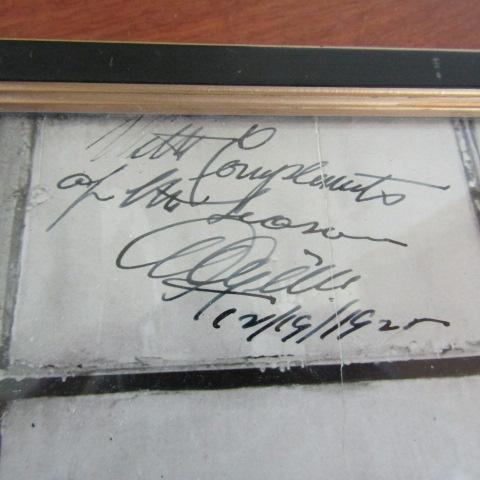 With Compliments
of the Season
12/19/1925